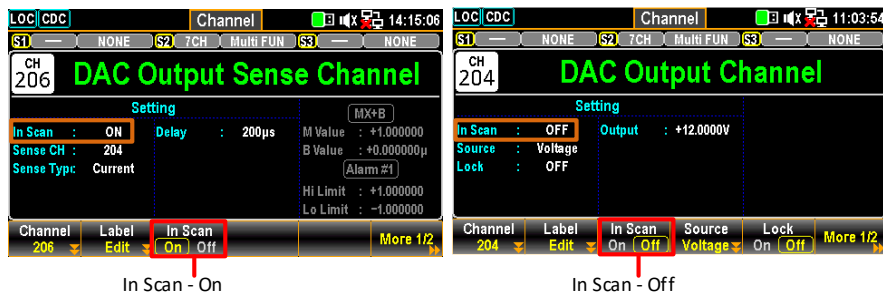 LOC CDC Channel 14:15:06
S1 — NONE S2 7CH Multi FUN S3 — NONE
CH 206 DAC Output Sense Channel
Setting
MX+B
In Scan : ON Delay : 200µs M Value : +1.000000
Sense CH : 204 B Value : +0.000000µ
Sense Type: Current Alarm #1
Hi Limit : +1.000000
Lo Limit : −1.000000
Channel Label In Scan
206 Edit On Off More 1/2
In Scan - On
LOC CDC Channel 11:03:54
S1 — NONE S2 7CH Multi FUN S3 — NONE
CH 204 DAC Output Channel
Setting
In Scan : OFF Output : +12.0000V
Source : Voltage
Lock : OFF
Channel Label In Scan Source Lock
204 Edit On Off Voltage On Off More 1/2
In Scan - Off